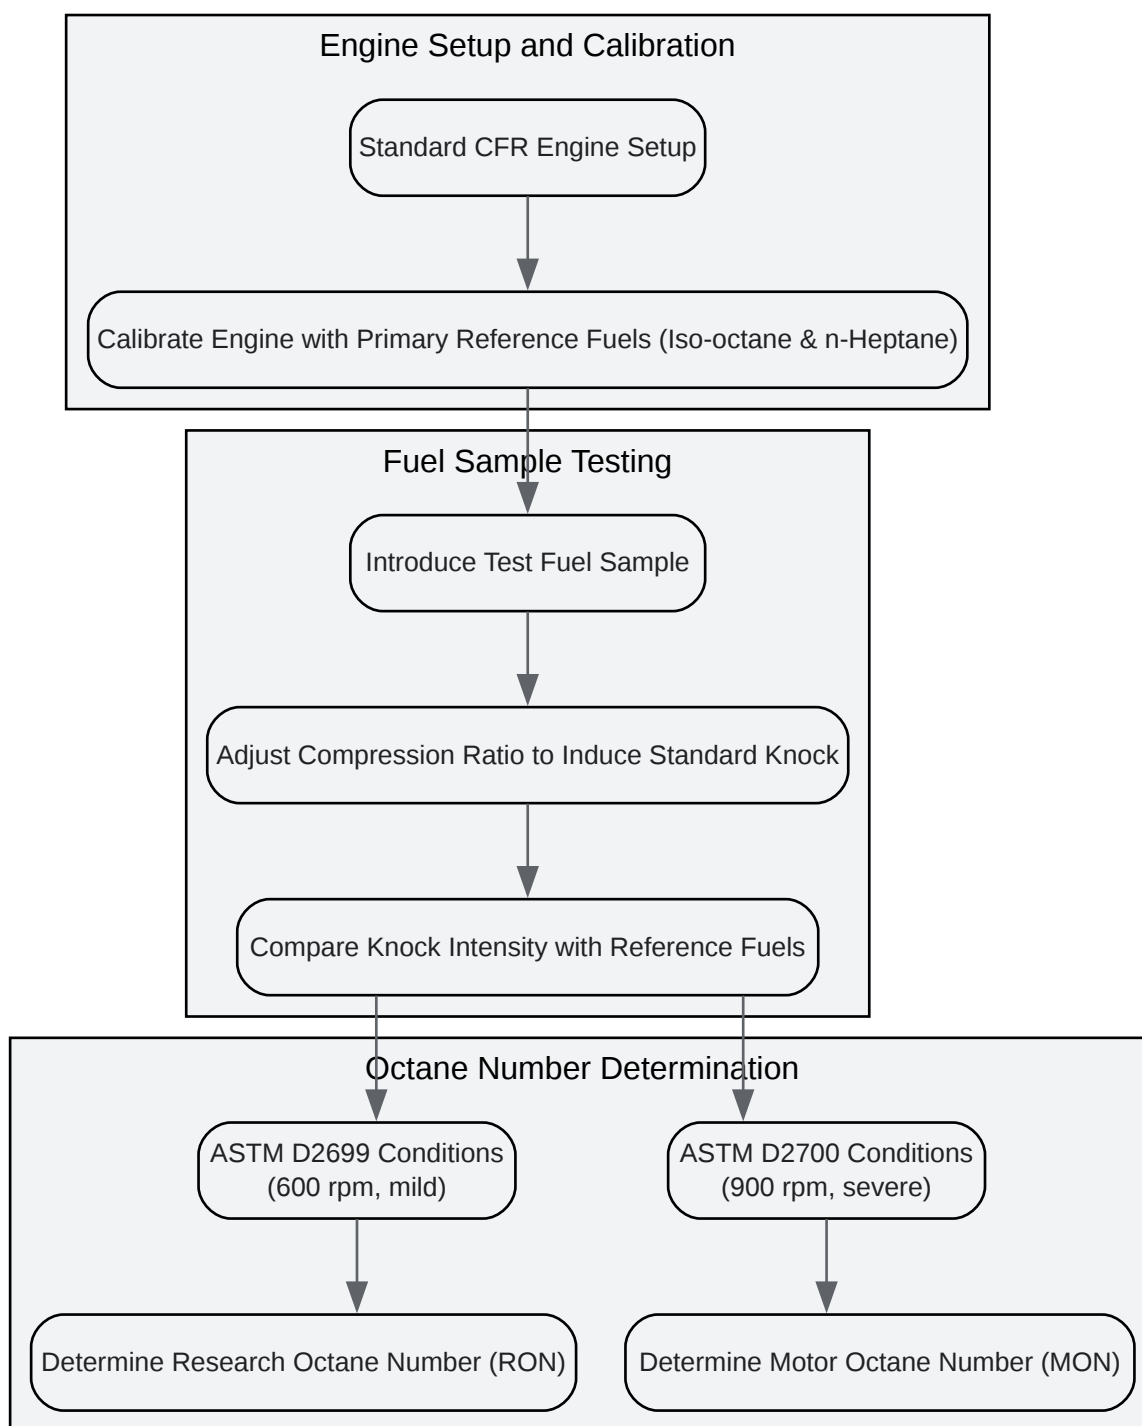 Engine Setup and Calibration
Standard CFR Engine Setup
Calibrate Engine with Primary Reference Fuels (Iso-octane & n-Heptane)
Fuel Sample Testing
Introduce Test Fuel Sample
Adjust Compression Ratio to Induce Standard Knock
Compare Knock Intensity with Reference Fuels
Octane Number Determination
ASTM D2699 Conditions
(600 rpm, mild)
ASTM D2700 Conditions
(900 rpm, severe)
Determine Research Octane Number (RON)
Determine Motor Octane Number (MON)